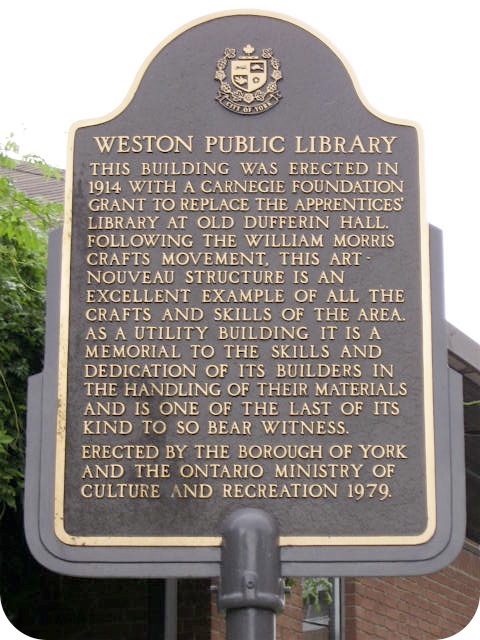 CITY OF YORK
WESTON PUBLIC LIBRARY
THIS BUILDING WAS ERECTED IN
1914 WITH A CARNEGIE FOUNDATION
GRANT TO REPLACE THE APPRENTICES'
LIBRARY AT OLD DUFFERIN HALL.
FOLLOWING THE WILLIAM MORRIS
CRAFTS MOVEMENT, THIS ART-
NOUVEAU STRUCTURE IS AN
EXCELLENT EXAMPLE OF ALL THE
CRAFTS AND SKILLS OF THE AREA.
AS A UTILITY BUILDING IT IS A
MEMORIAL TO THE SKILLS AND
DEDICATION OF ITS BUILDERS IN
THE HANDLING OF THEIR MATERIALS
AND IS ONE OF THE LAST OF ITS
KIND TO SO BEAR WITNESS.
ERECTED BY THE BOROUGH OF YORK
AND THE ONTARIO MINISTRY OF
CULTURE AND RECREATION 1979.